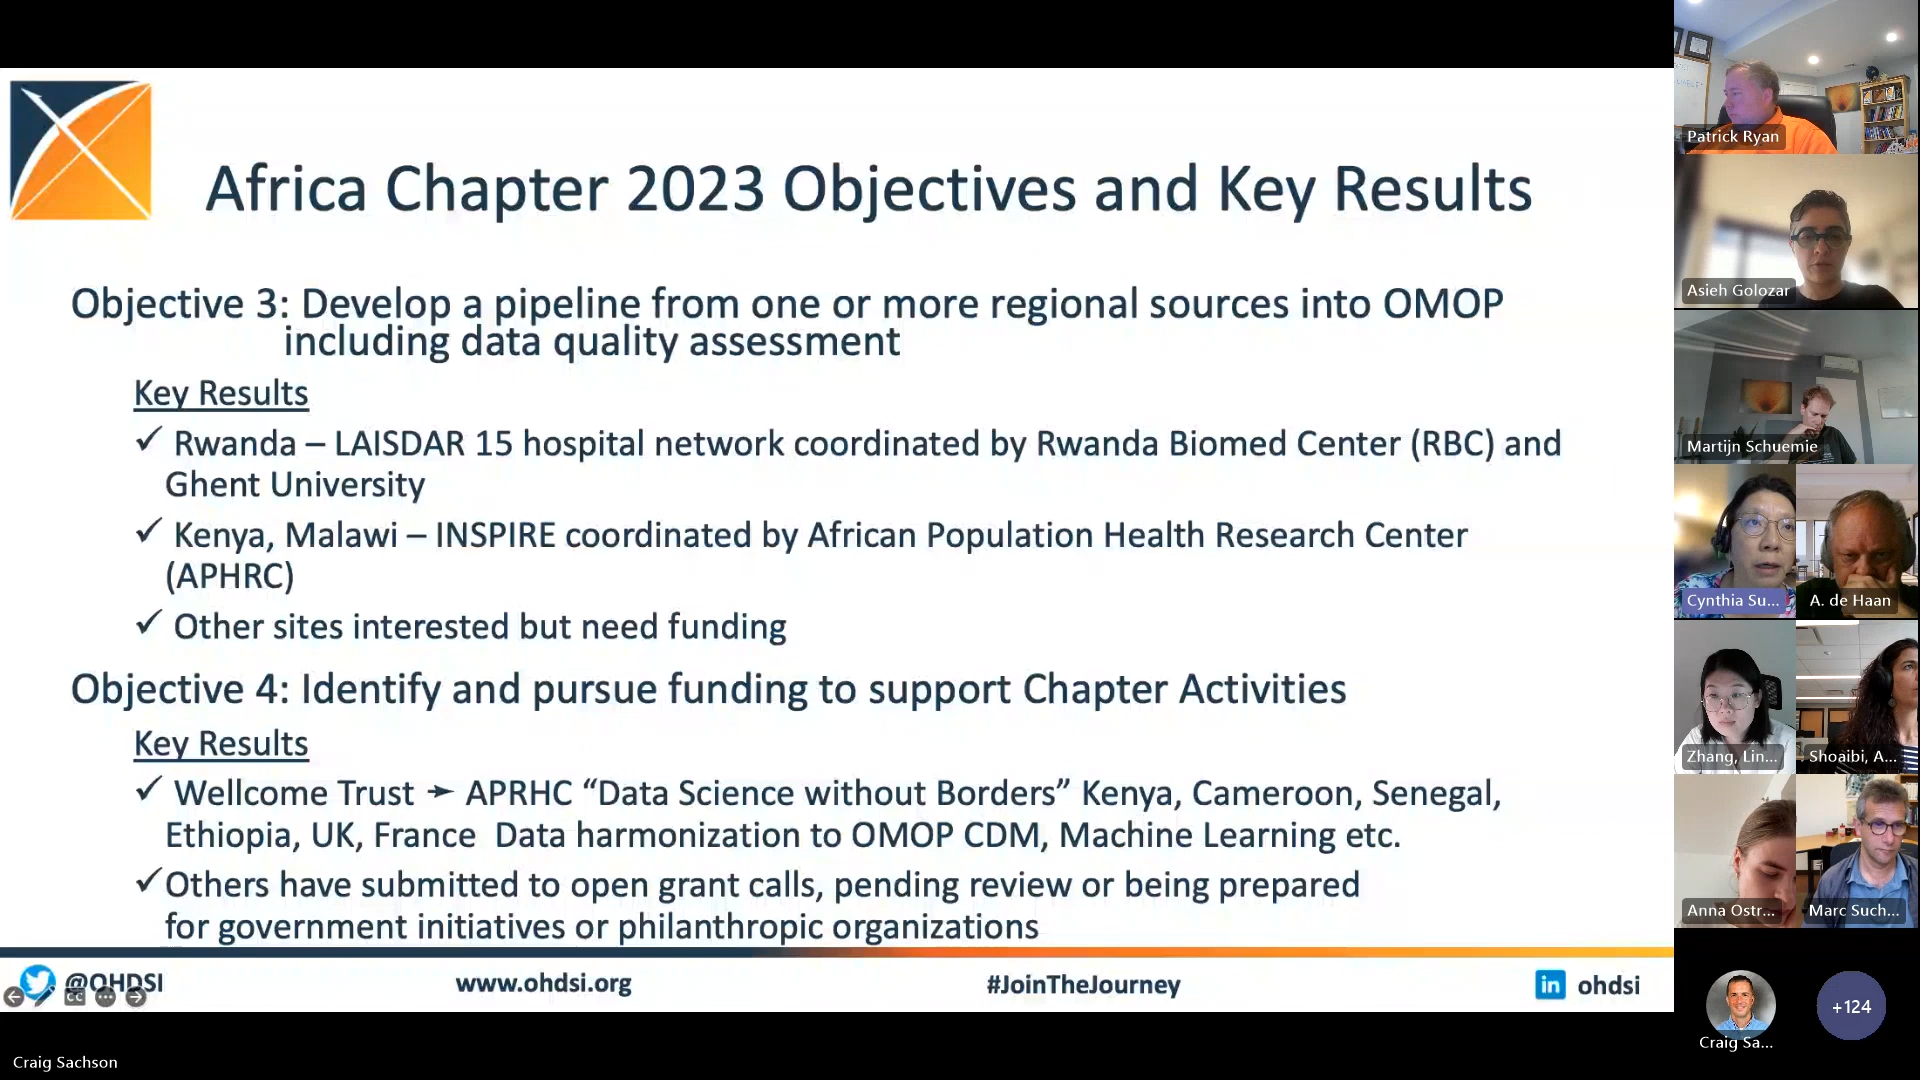 Africa Chapter 2023 Objectives and Key Results
Objective 3: Develop a pipeline from one or more regional sources into OMOP
including data quality assessment
Key Results
✓ Rwanda – LAISDAR 15 hospital network coordinated by Rwanda Biomed Center (RBC) and
Ghent University
✓ Kenya, Malawi – INSPIRE coordinated by African Population Health Research Center
(APHRC)
✓ Other sites interested but need funding
Objective 4: Identify and pursue funding to support Chapter Activities
Key Results
✓ Wellcome Trust ➛ APRHC “Data Science without Borders” Kenya, Cameroon, Senegal,
Ethiopia, UK, France Data harmonization to OMOP CDM, Machine Learning etc.
✓Others have submitted to open grant calls, pending review or being prepared
for government initiatives or philanthropic organizations
@OHDSI
www.ohdsi.org
#JoinTheJourney
in ohdsi
CC
Craig Sachson
Patrick Ryan
Asieh Golozar
Martijn Schuemie
Cynthia Su...
A. de Haan
Zhang, Lin...
Shoaibi, A...
Anna Ostr...
Marc Such...
Craig Sa...
+124